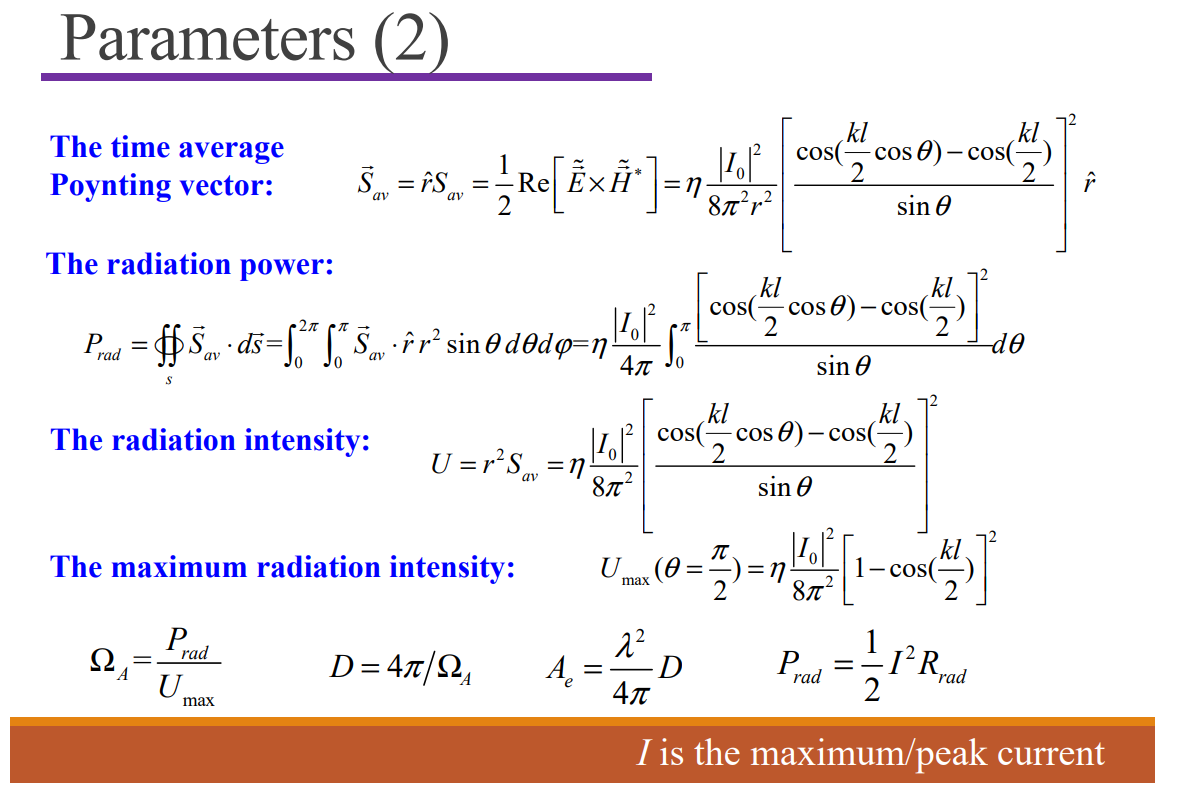 Parameters (2)
The time average
Poynting vector:
$\vec{S}_{av} = \hat{r}S_{av} = \frac{1}{2}\mathrm{Re}\left[\tilde{\vec{E}} \times \tilde{\vec{H}}^{*}\right] = \eta\frac{|I_0|^2}{8\pi^2 r^2}\left[\frac{\cos(\frac{kl}{2}\cos\theta) - \cos(\frac{kl}{2})}{\sin\theta}\right]^2 \hat{r}$
The radiation power:
$P_{rad} = \oiint_s \vec{S}_{av} \cdot d\vec{s} = \int_0^{2\pi}\int_0^{\pi} \vec{S}_{av} \cdot \hat{r}\, r^2 \sin\theta\, d\theta d\varphi = \eta\frac{|I_0|^2}{4\pi}\int_0^{\pi}\frac{\left[\cos(\frac{kl}{2}\cos\theta) - \cos(\frac{kl}{2})\right]^2}{\sin\theta}d\theta$
The radiation intensity:
$U = r^2 S_{av} = \eta\frac{|I_0|^2}{8\pi^2}\left[\frac{\cos(\frac{kl}{2}\cos\theta) - \cos(\frac{kl}{2})}{\sin\theta}\right]^2$
The maximum radiation intensity:
$U_{max}(\theta = \frac{\pi}{2}) = \eta\frac{|I_0|^2}{8\pi^2}\left[1 - \cos(\frac{kl}{2})\right]^2$
$\Omega_A = \frac{P_{rad}}{U_{max}}$
$D = 4\pi/\Omega_A$
$A_e = \frac{\lambda^2}{4\pi}D$
$P_{rad} = \frac{1}{2}I^2 R_{rad}$
I is the maximum/peak current